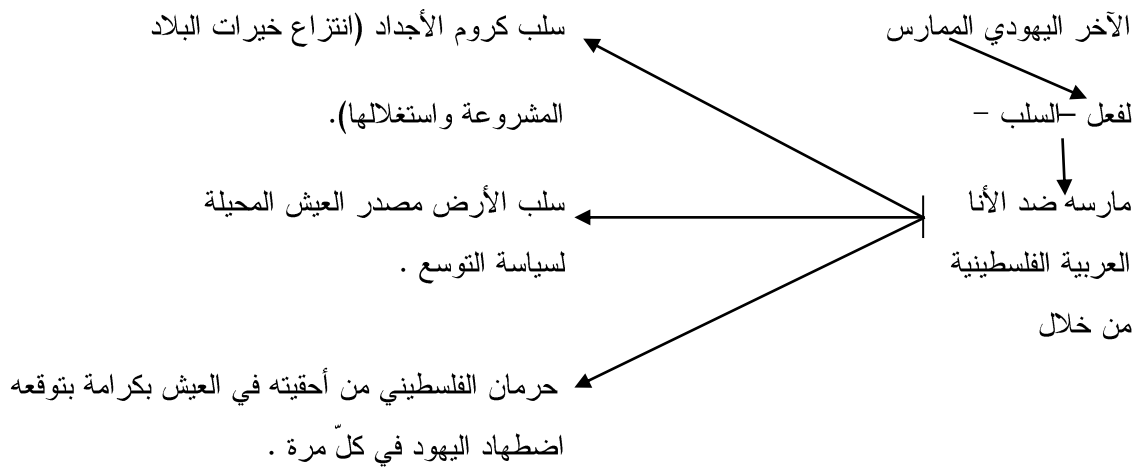 الآخر اليهودي الممارس
لفعل –السلب –
مارسه ضد الأنا
العربية الفلسطينية
من خلال
سلب كروم الأجداد (انتزاع خيرات البلاد
المشروعة واستغلالها).
سلب الأرض مصدر العيش المحيلة
لسياسة التوسع .
حرمان الفلسطيني من أحقيته في العيش بكرامة بتوقعه
اضطهاد اليهود في كلّ مرة .